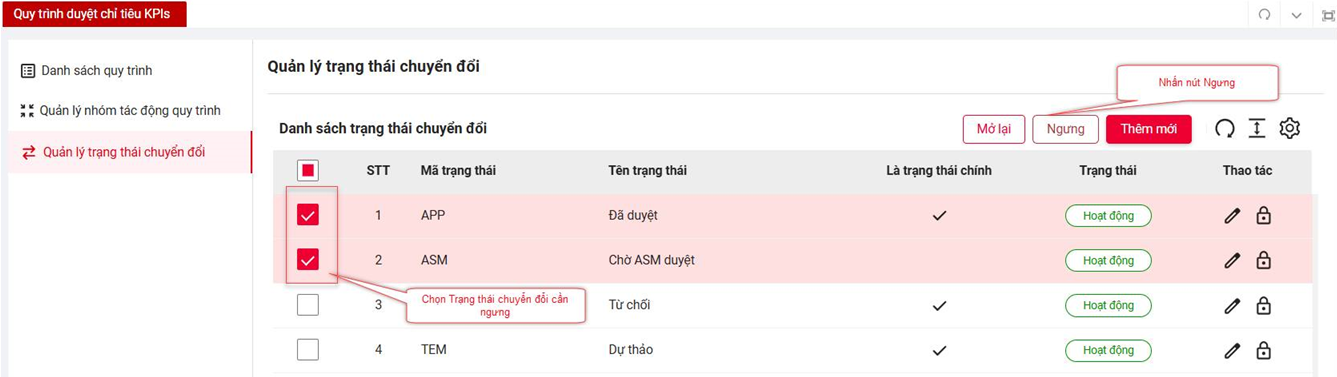 Quy trình duyệt chỉ tiêu KPIs
Danh sách quy trình
Quản lý nhóm tác động quy trình
Quản lý trạng thái chuyển đổi
Quản lý trạng thái chuyển đổi
Nhấn nút Ngưng
Danh sách trạng thái chuyển đổi
Mở lại Ngưng Thêm mới
STT Mã trạng thái Tên trạng thái Là trạng thái chính Trạng thái Thao tác
1 APP Đã duyệt Hoạt động
2 ASM Chờ ASM duyệt Hoạt động
3 Từ chối Hoạt động
Chọn Trạng thái chuyển đổi cần
ngưng
4 TEM Dự thảo Hoạt động